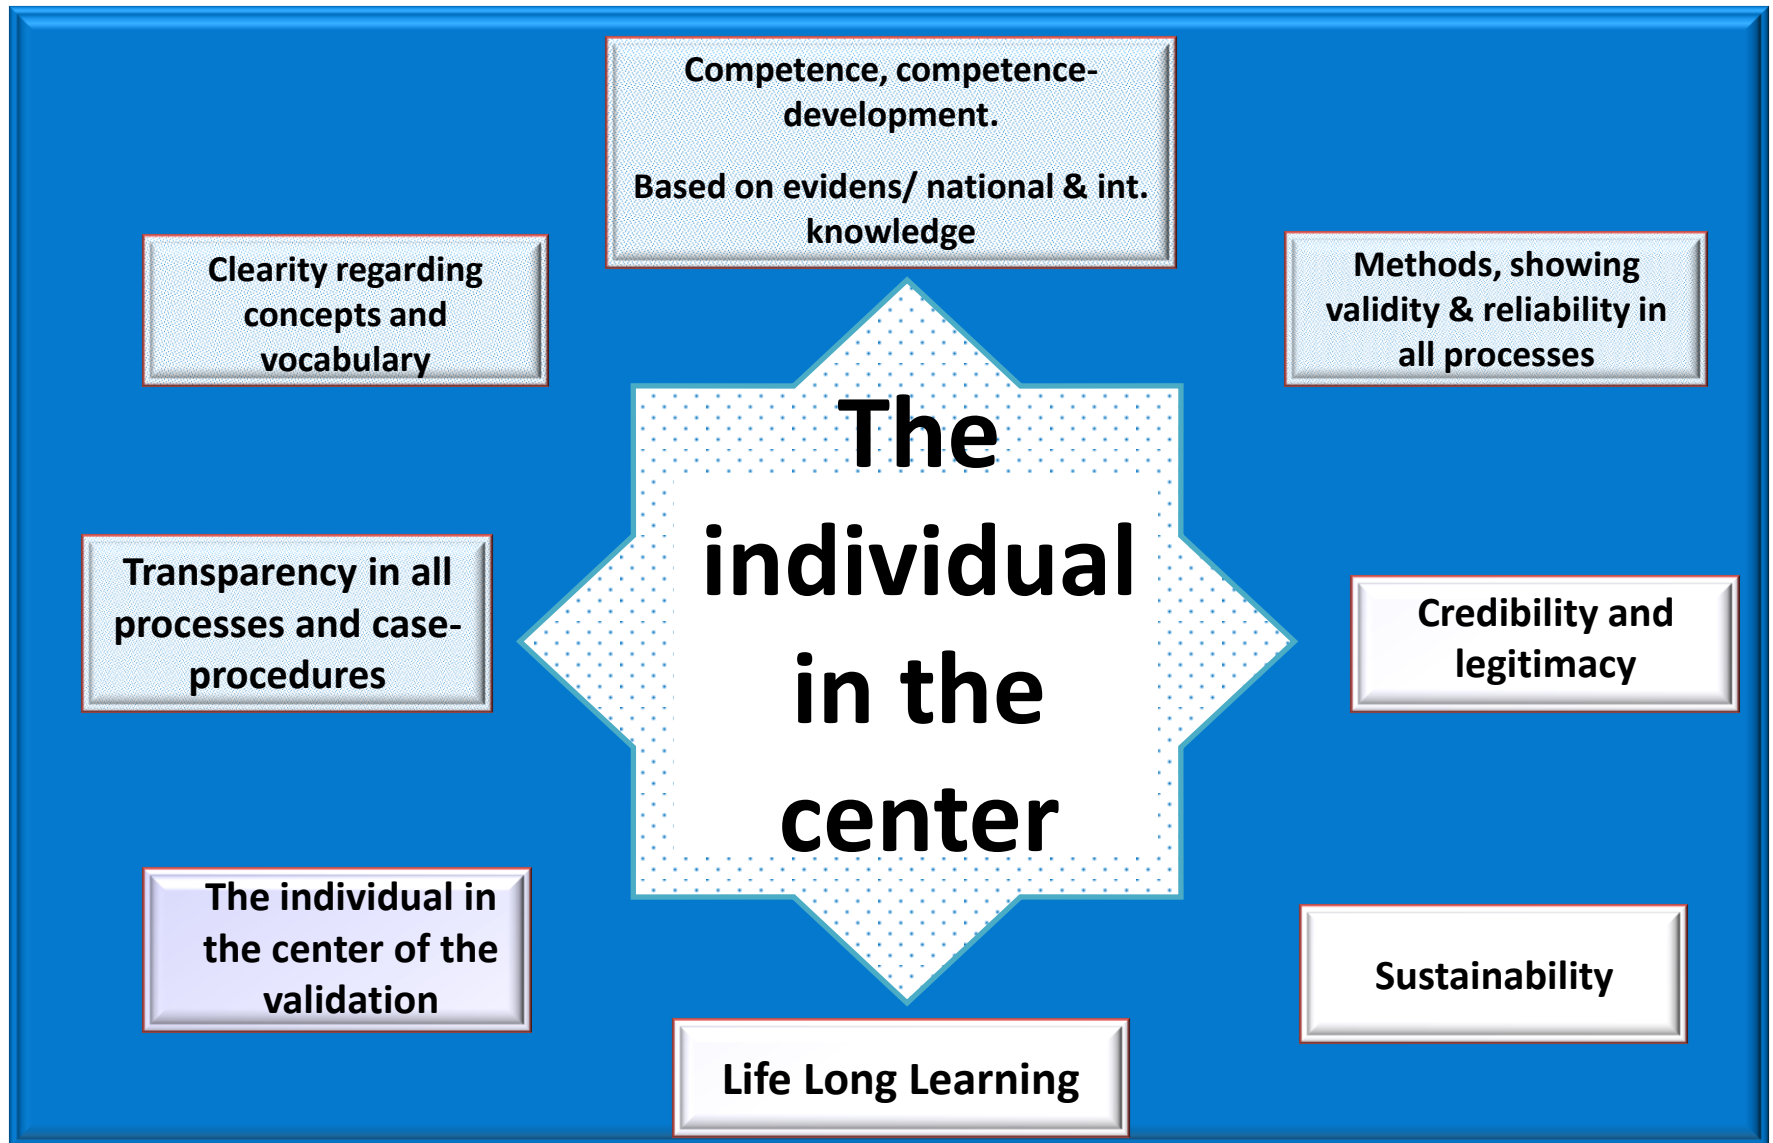 Competence, competence-
development.
Based on evidens/ national & int.
knowledge
Clearity regarding
concepts and
vocabulary
Methods, showing
validity & reliability in
all processes
The
individual
in the
center
Transparency in all
processes and case-
procedures
Credibility and
legitimacy
The individual in
the center of the
validation
Sustainability
Life Long Learning